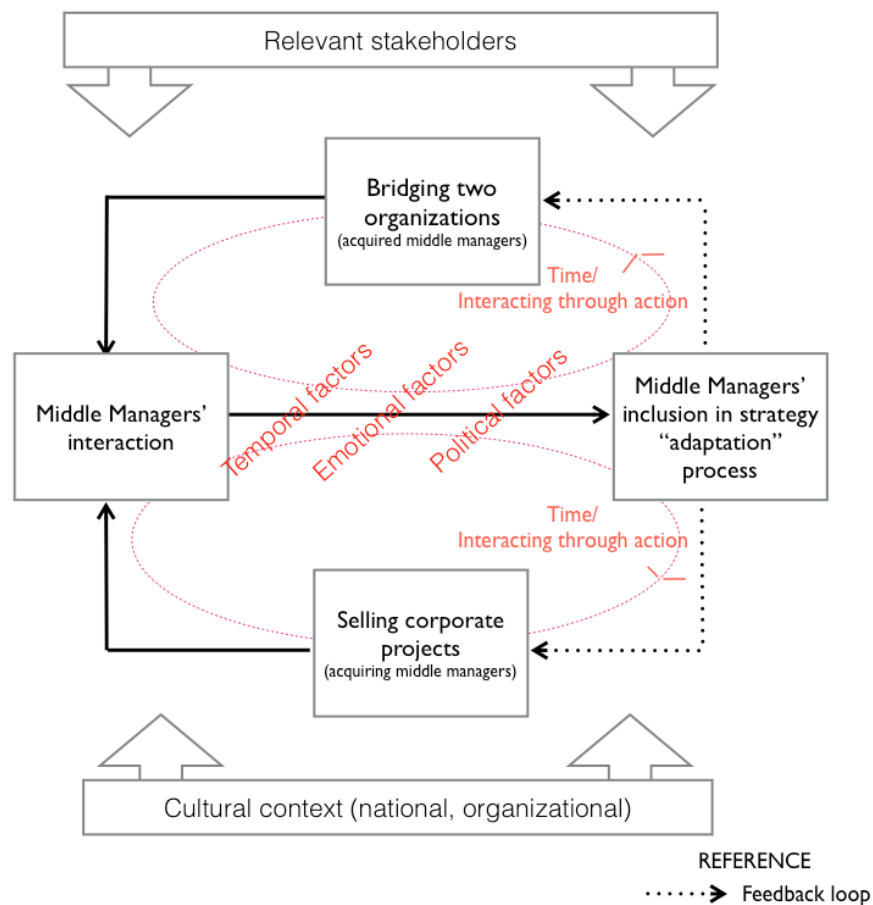 Relevant stakeholders
Bridging two
organizations
(acquired middle managers)
Time/
Interacting through action
Middle Managers’
interaction
Temporal factors
Emotional factors
Political factors
Middle Managers’
inclusion in strategy
“adaptation”
process
Time/
Interacting through action
Selling corporate
projects
(acquiring middle managers)
Cultural context (national, organizational)
REFERENCE
Feedback loop